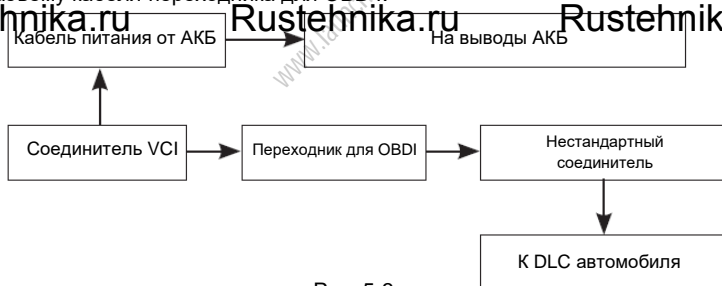 hnika.ru Rustehnika.ru Rustehnik
Кабель питания от АКБ
На выводы АКБ
Соединитель VCI
Переходник для OBDI
Нестандартный
соединитель
К DLC автомобиля